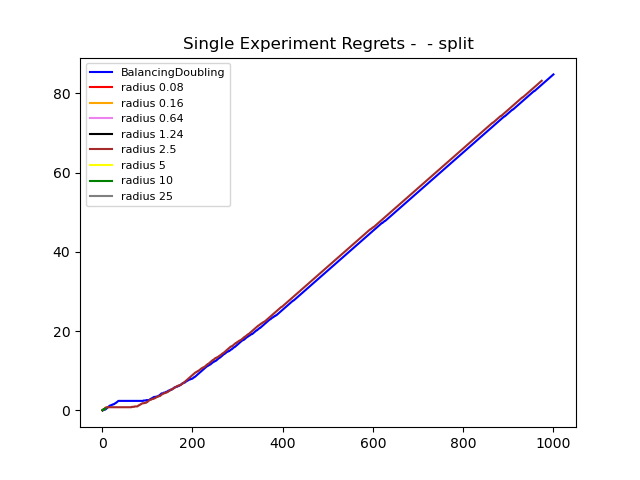 Single Experiment Regrets -  - split
BalancingDoubling
radius 0.08
radius 0.16
radius 0.64
radius 1.24
radius 2.5
radius 5
radius 10
radius 25
80
60
40
20
0
0 200 400 600 800 1000